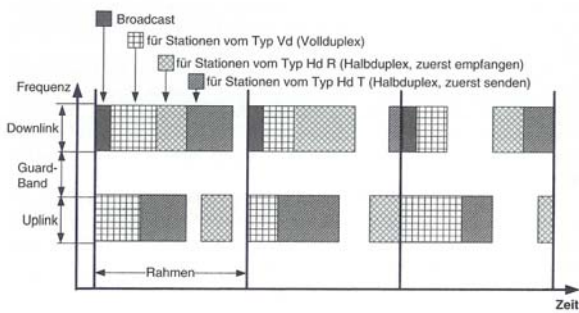 Broadcast
für Stationen vom Typ Vd (Vollduplex)
für Stationen vom Typ Hd R (Halbduplex, zuerst empfangen)
für Stationen vom Typ Hd T (Halbduplex, zuerst senden)
Frequenz
Downlink
Guard-
Band
Uplink
Rahmen
Zeit